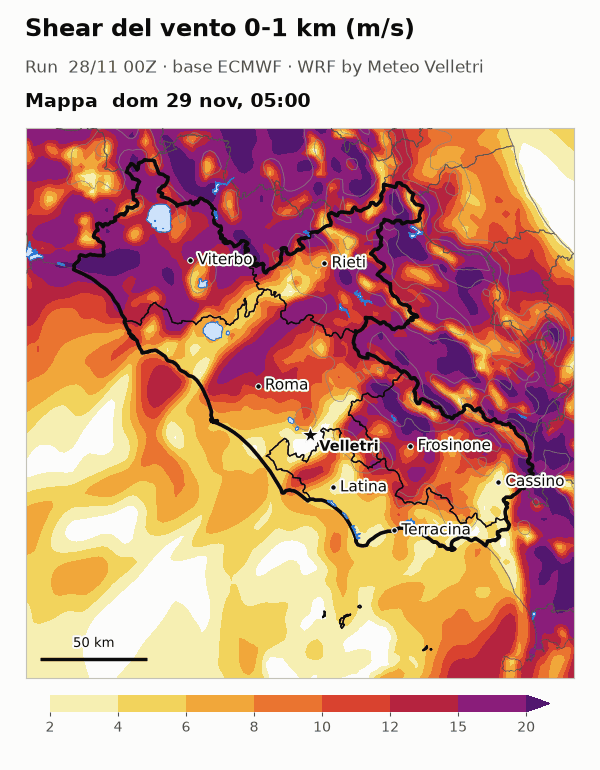 Shear del vento 0-1 km (m/s)
Run  28/11 00Z · base ECMWF · WRF by Meteo Velletri
Mappa  dom 29 nov, 05:00
Viterbo
Rieti
Roma
Velletri
Frosinone
Latina
Cassino
Terracina
50 km
2 4 6 8 10 12 15 20